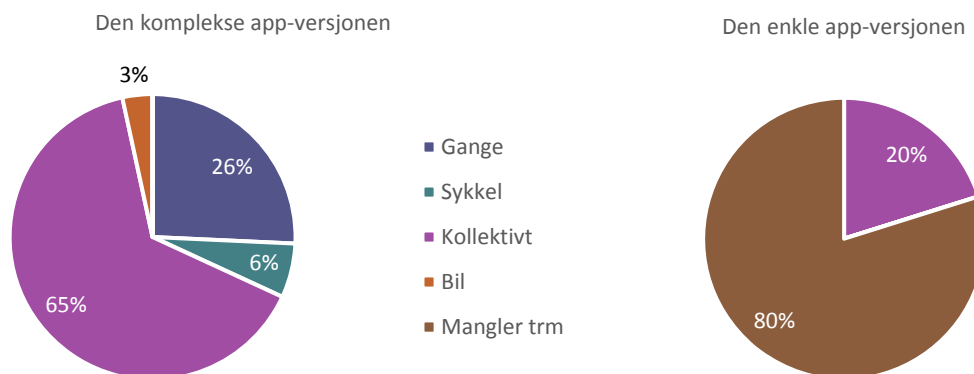 Den komplekse app-versjonen
3%
26%
6%
65%
Gange
Sykkel
Kollektivt
Bil
Mangler trm
Den enkle app-versjonen
20%
80%